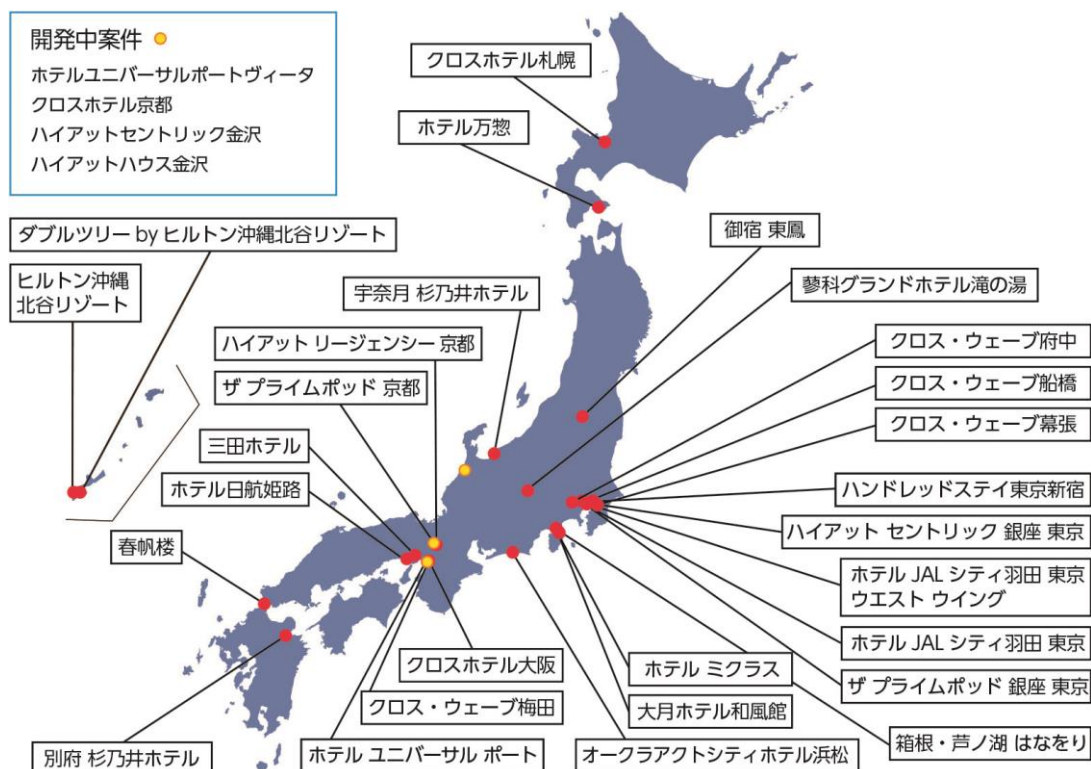 開発中案件
ホテルユニバーサルポートヴィータ
クロスホテル京都
ハイアットセントリック金沢
ハイアットハウス金沢
クロスホテル札幌
ホテル万惣
ダブルツリー by ヒルトン沖縄北谷リゾート
ヒルトン沖縄
北谷リゾート
御宿 東鳳
宇奈月 杉乃井ホテル
蓼科グランドホテル滝の湯
ハイアット リージェンシー 京都
クロス・ウェーブ府中
ザ プライムポッド 京都
クロス・ウェーブ船橋
クロス・ウェーブ幕張
三田ホテル
ホテル日航姫路
ハンドレッドステイ東京新宿
ハイアット セントリック 銀座 東京
春帆楼
ホテル JAL シティ羽田 東京
ウエスト ウイング
ホテル JAL シティ羽田 東京
クロスホテル大阪
ホテル ミクラス
ザ プライムポッド 銀座 東京
クロス・ウェーブ梅田
大月ホテル和風館
箱根・芦ノ湖 はなをり
別府 杉乃井ホテル
ホテル ユニバーサル ポート
オークラアクトシティホテル浜松